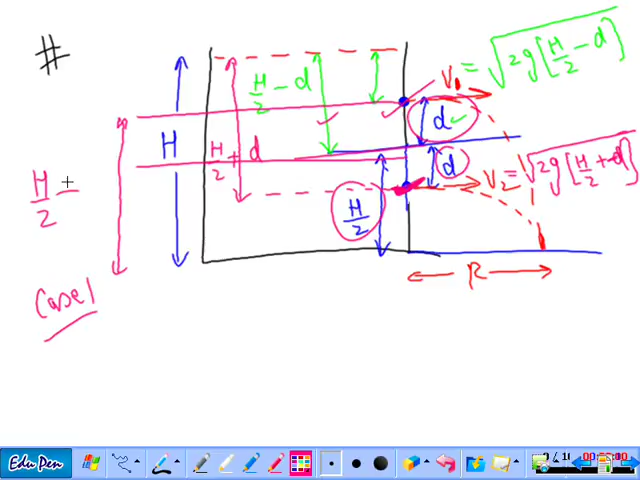 #
V₁ = √2g[H/2 - d]
H/2 - d
d ✓
H
H/2 + d
d
V₂ = √2g[H/2 + d]
H/2 -
H/2
R
Case 1
Edu Pen